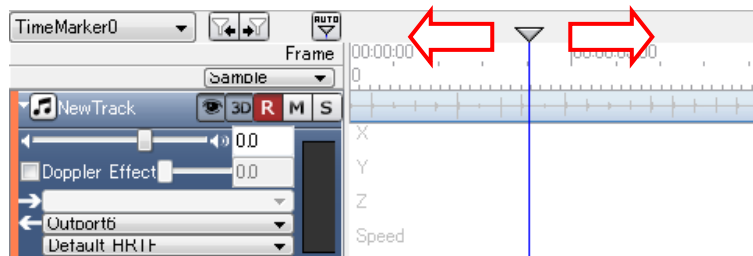 TimeMarker0
AUTO
Frame
00:00:00
Sample
0
NewTrack
3D R M S
0.0
Doppler Effect 0.0
Outport6
Default HRTF
X
Y
Z
Speed